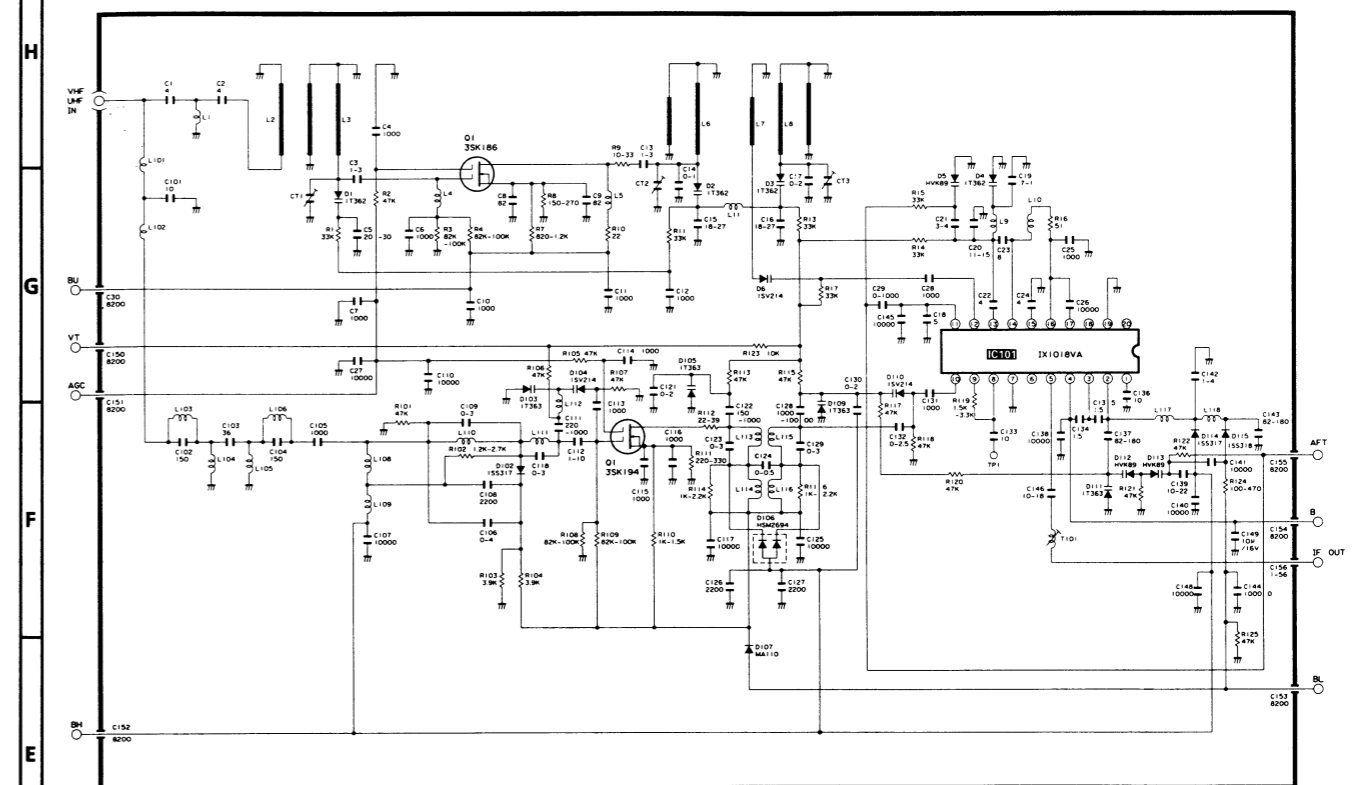 H
G
F
E
VHF
UHF
IN
BU
VT
AGC
BH
AFT
B
IF OUT
BL
C1
4
C2
4
L1
L2
L3
C4
1000
Q1
3SK186
L101
C101
10
L102
C3
1-3
CT1
D1
1T362
R1
33K
R2
47K
L4
C6
1000
R3
82K
-100K
R4
82K-100K
C8
82
R8
150-270
C9
82
R7
820-1.2K
L5
R10
22
R9
10-33
C13
1-3
CT2
C14
0-1
L6
D2
1T362
R11
33K
C15
18-27
L11
L7
L8
D3
1T362
C17
0-2
CT3
C16
18-27
R13
33K
D5
HVK89
D4
1T362
C19
.7-1
R15
33K
C21
3-4
C20
11-15
L9
C23
8
L10
R16
51
C25
1000
R14
33K
C30
8200
C7
1000
C10
1000
C11
1000
C12
1000
D6
1SV214
R17
33K
C29
0-1000
C28
1000
C145
10000
C18
5
C22
4
C24
4
C26
10000
11
12
13
14
15
16
17
18
19
20
IC101
IX1018VA
10
9
8
7
6
5
4
3
2
1
C150
8200
C27
10000
C151
8200
C110
10000
R105 47K
C114 1000
R106
47K
D104
1SV214
R107
47K
D103
1T363
L112
C111
220
-1000
C113
1000
C121
0-2
D105
1T363
R123 10K
R113
47K
R115
47K
C130
0-2
D110
1SV214
C131
1000
R119
1.5K
-3.3K
C133
10
TP1
C136
10
C142
1-4
R101
47K
C109
0-3
L110
R102 1.2K-2.7K
L111
C112
1-10
C118
0-3
D102
1SS317
C108
2200
C106
0-4
L103
C102
150
C103
36
L104
L106
L105
C104
150
C105
1000
L108
L109
C107
10000
R103
3.9K
R104
3.9K
R108
82K-100K
R109
82K-100K
Q1
3SK194
C115
1000
C116
1000
R111
220-330
R110
1K-1.5K
R112
22-39
C122
150
-1000
C123
0-3
L113
L115
C124
0-0.5
L114
L116
C128
1000
D109
1T363
C129
0-3
R114
1K-2.2K
D106
HSM2694
C117
10000
C125
10000
C126
2200
C127
2200
D107
MA110
R117
47K
C132
0-2.5
R118
47K
R120
47K
C138
10000
C134
1.5
C137
82-180
D112
HVK89
D113
HVK89
D111
1T363
R121
47K
C139
10-22
C140
10000
L117
L118
R122
47K
D114
1SS317
D115
1SS318
C143
82-180
C141
10000
R124
100-470
C146
10-18
T101
C155
8200
C154
8200
C149
10μ
/16V
C156
1-56
C148
10000
R125
47K
C153
8200
C152
8200